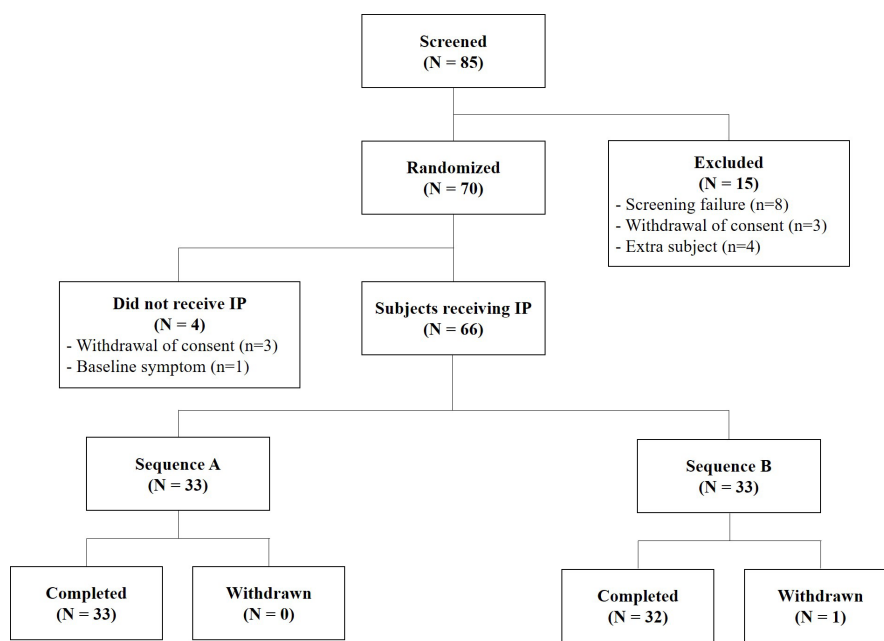 Screened
(N = 85)
Randomized
(N = 70)
Excluded
(N = 15)
- Screening failure (n=8)
- Withdrawal of consent (n=3)
- Extra subject (n=4)
Did not receive IP
(N = 4)
- Withdrawal of consent (n=3)
- Baseline symptom (n=1)
Subjects receiving IP
(N = 66)
Sequence A
(N = 33)
Sequence B
(N = 33)
Completed
(N = 33)
Withdrawn
(N = 0)
Completed
(N = 32)
Withdrawn
(N = 1)